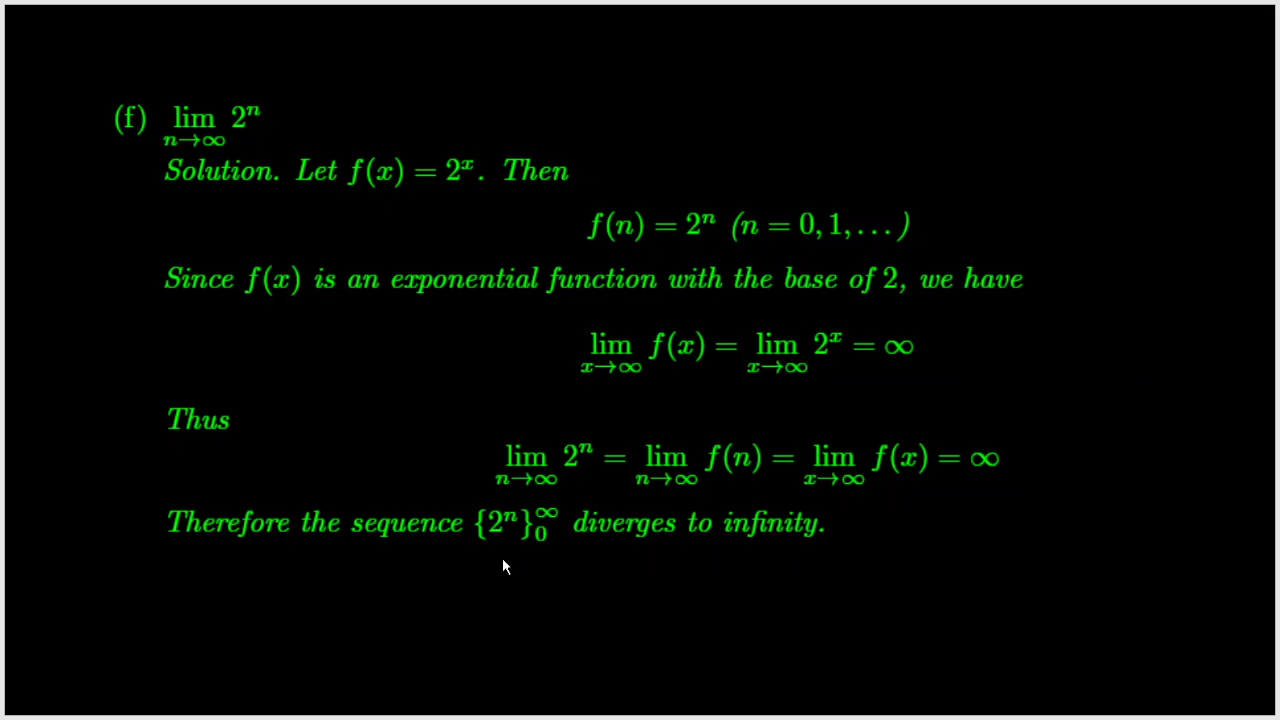 (f) lim_{n→∞} 2^n
Solution. Let f(x) = 2^x. Then
f(n) = 2^n (n = 0, 1, . . . )
Since f(x) is an exponential function with the base of 2, we have
lim_{x→∞} f(x) = lim_{x→∞} 2^x = ∞
Thus
lim_{n→∞} 2^n = lim_{n→∞} f(n) = lim_{x→∞} f(x) = ∞
Therefore the sequence {2^n}_0^∞ diverges to infinity.